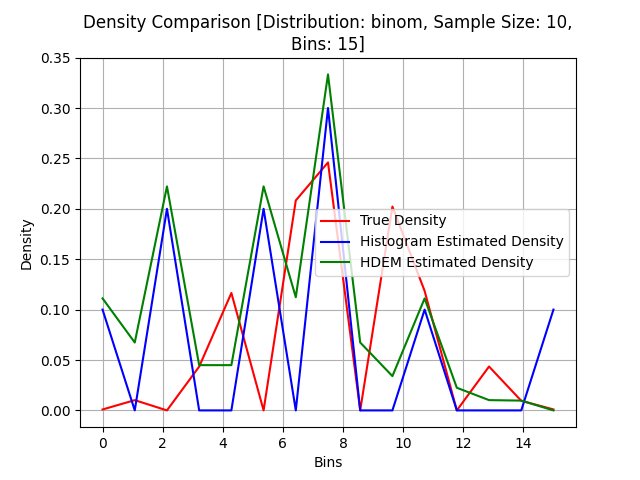 Density Comparison [Distribution: binom, Sample Size: 10,
Bins: 15]
0.35
0.30
0.25
0.20
0.15
0.10
0.05
0.00
Density
True Density
Histogram Estimated Density
HDEM Estimated Density
0 2 4 6 8 10 12 14
Bins